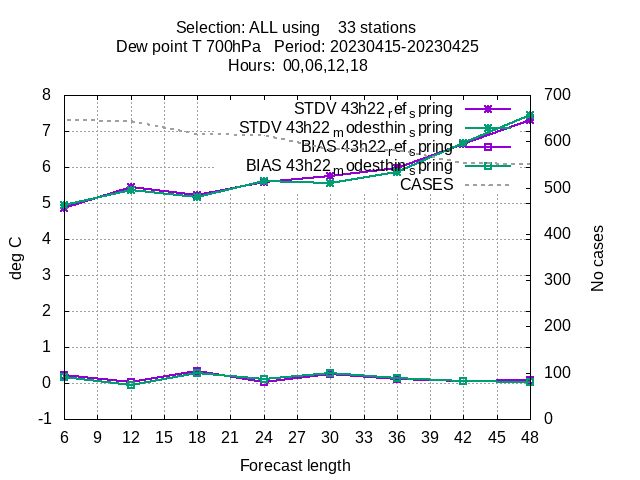 Selection: ALL using    33 stations
Dew point T 700hPa   Period: 20230415-20230425
Hours:  00,06,12,18
8 700
STDV 43h22_ref_spring
7 600
STDV 43h22_modesthin_spring
BIAS 43h22_ref_spring
6 500
BIAS 43h22_modesthin_spring
CASES
5
4 400
3 300
2 200
1 100
0
-1 0
deg C
No cases
6 9 12 15 18 21 24 27 30 33 36 39 42 45 48
Forecast length